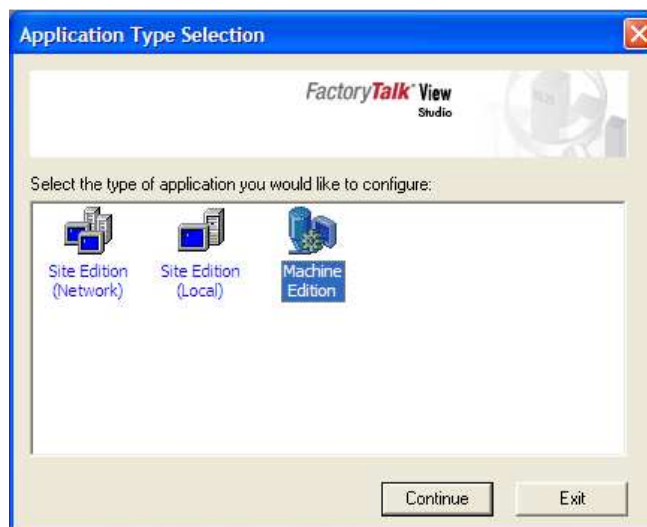 Application Type Selection
FactoryTalk View
Studio
Select the type of application you would like to configure:
Site Edition
(Network)
Site Edition
(Local)
Machine
Edition
Continue
Exit